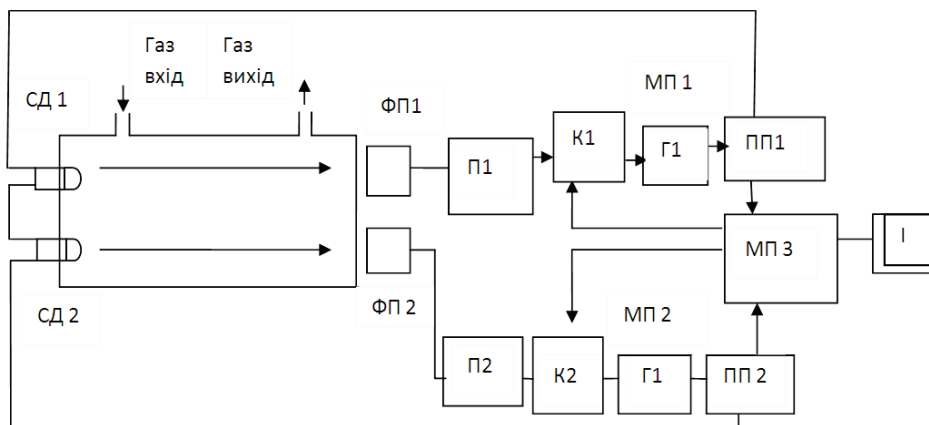 Газ вхід
Газ вихід
СД 1
ФП1
МП 1
П1
К1
Г1
ПП1
МП 3
І
СД 2
ФП 2
МП 2
П2
К2
Г1
ПП 2